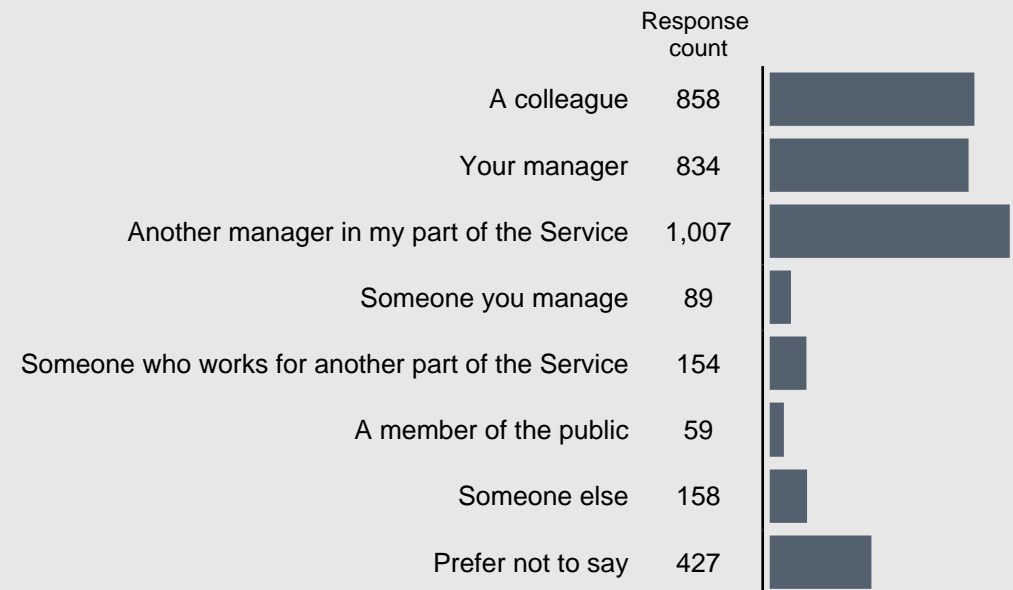 Response
count
A colleague 858
Your manager 834
Another manager in my part of the Service 1,007
Someone you manage 89
Someone who works for another part of the Service 154
A member of the public 59
Someone else 158
Prefer not to say 427